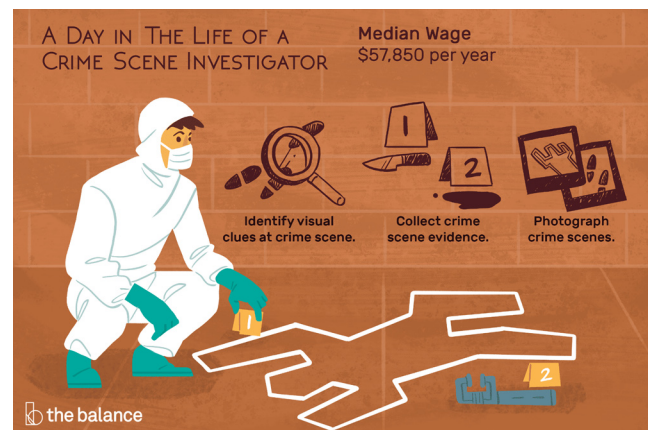 A Day in The Life of a
Crime Scene Investigator
Median Wage
$57,850 per year
1
2
Identify visual
clues at crime scene.
Collect crime
scene evidence.
Photograph
crime scenes.
1
2
the balance